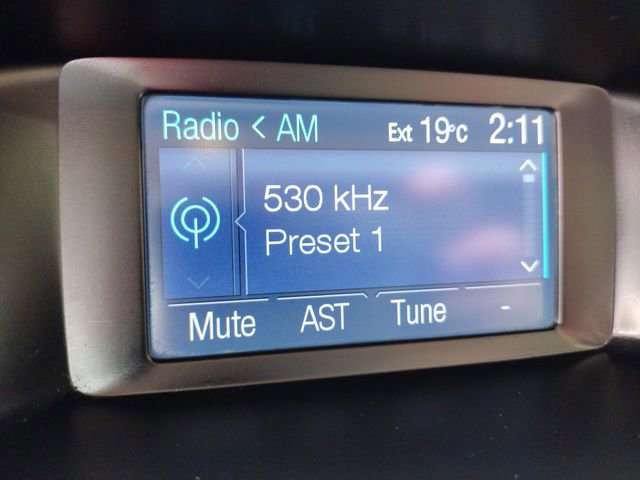 Radio < AM Ext 19°C 2:11
530 kHz
Preset 1
Mute AST Tune -